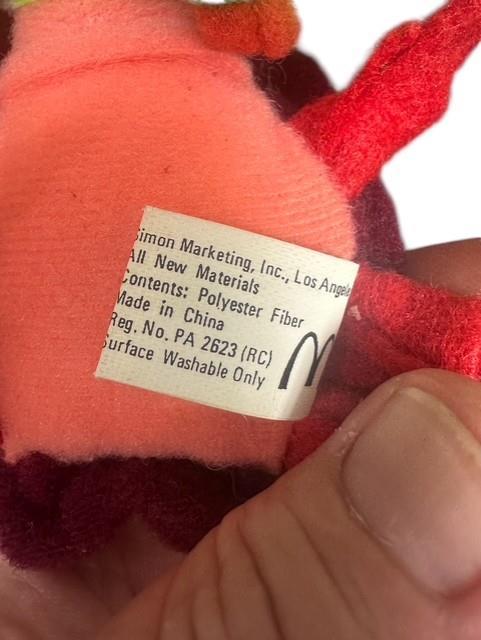 Simon Marketing, Inc., Los Angele
All New Materials
Contents: Polyester Fiber
Made in China
Reg. No. PA 2623 (RC)
Surface Washable Only